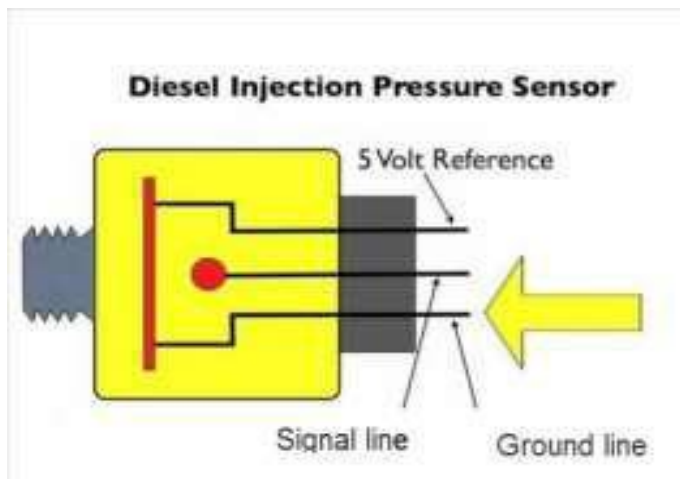 Diesel Injection Pressure Sensor
5 Volt Reference
Signal line
Ground line